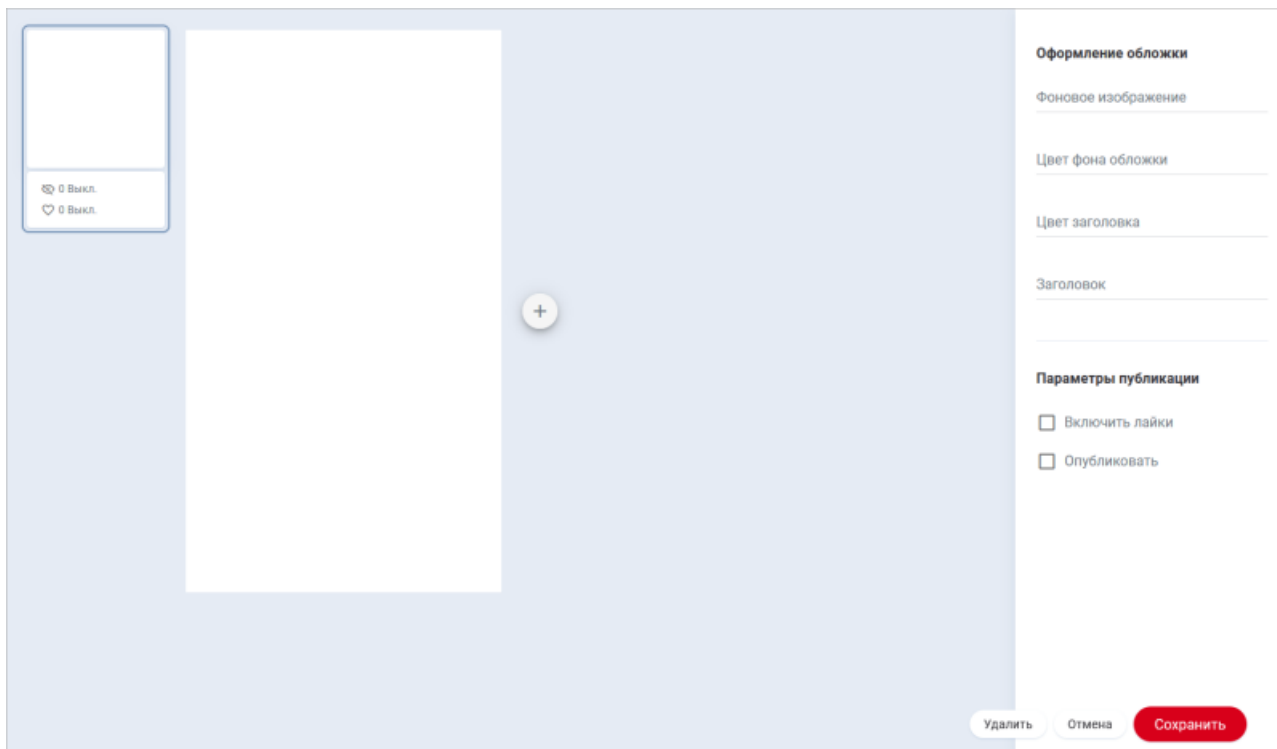 0 Выкл.
0 Выкл.
+
Оформление обложки
Фоновое изображение
Цвет фона обложки
Цвет заголовка
Заголовок
Параметры публикации
Включить лайки
Опубликовать
Удалить Отмена Сохранить